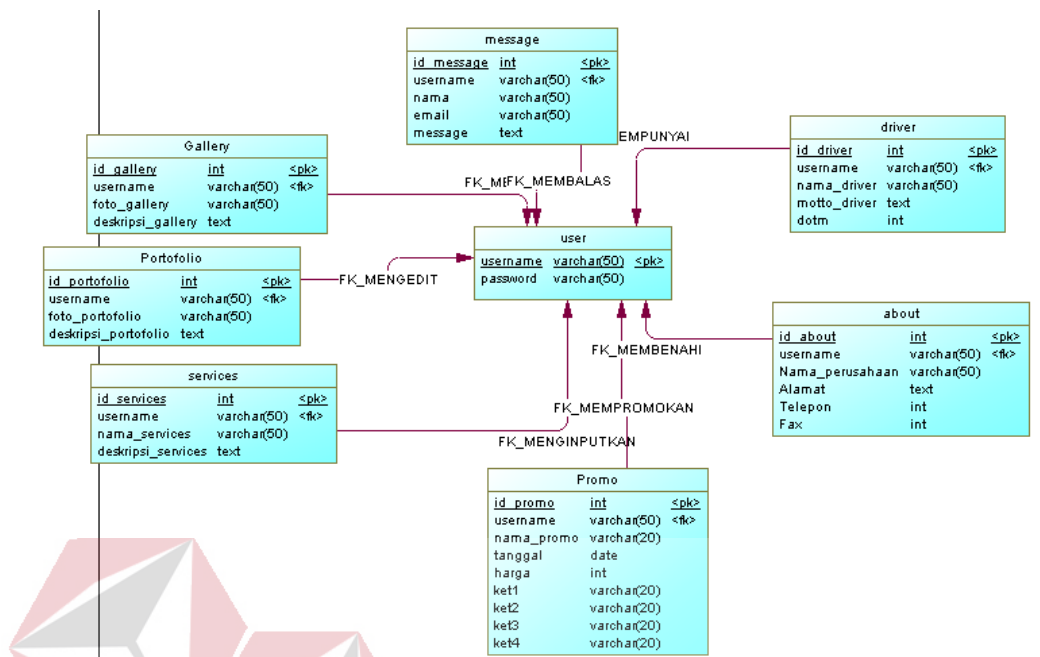 message
id_message int <pk>
username varchar(50) <fk>
nama varchar(50)
email varchar(50)
message text
Gallery
id_gallery int <pk>
username varchar(50) <fk>
foto_gallery varchar(50)
deskripsi_gallery text
EMPUNYAI
driver
id_driver int <pk>
username varchar(50) <fk>
nama_driver varchar(50)
motto_driver text
dotm int
FK_MEFK_MEMBALAS
user
username varchar(50) <pk>
password varchar(50)
Portofolio
id_portofolio int <pk>
username varchar(50) <fk>
foto_portofolio varchar(50)
deskripsi_portofolio text
FK_MENGEDIT
about
id_about int <pk>
username varchar(50) <fk>
Nama_perusahaan varchar(50)
Alamat text
Telepon int
Fax int
FK_MEMBENAHI
services
id_services int <pk>
username varchar(50) <fk>
nama_services varchar(50)
deskripsi_services text
FK_MEMPROMOKAN
FK_MENGINPUTKAN
Promo
id_promo int <pk>
username varchar(50) <fk>
nama_promo varchar(20)
tanggal date
harga int
ket1 varchar(20)
ket2 varchar(20)
ket3 varchar(20)
ket4 varchar(20)